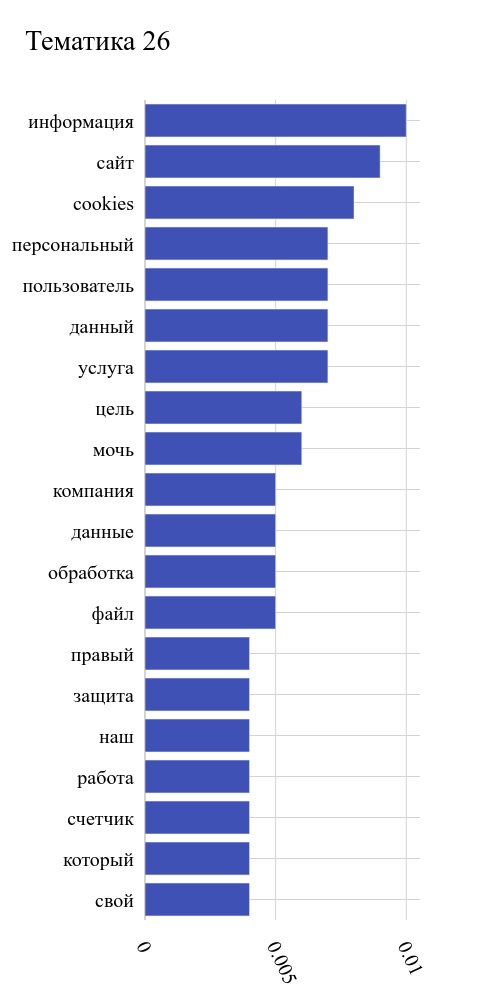 Тематика 26
информация
сайт
cookies
персональный
пользователь
данный
услуга
цель
мочь
компания
данные
обработка
файл
правый
защита
наш
работа
счетчик
который
свой
0
0.005
0.01